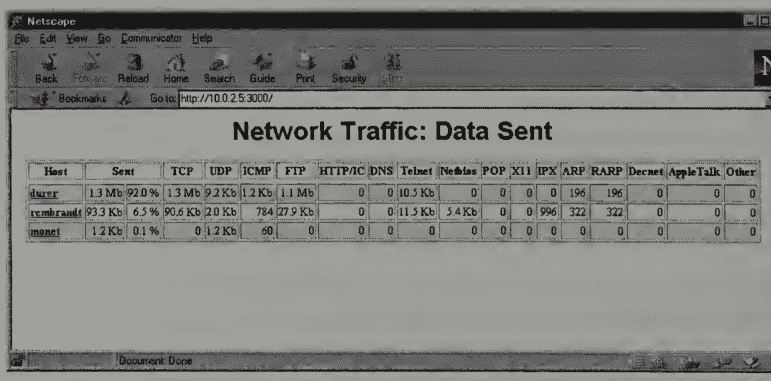 Netscape
File Edit View Go Communicator Help
Back Forward Reload Home Search Guide Print Security Stop
Bookmarks Go to: http://10.0.2.5:3000/
Network Traffic: Data Sent
Host Sent TCP UDP ICMP FTP HTTP/IC DNS Telnet Netbios POP X11 IPX ARP RARP Decnet AppleTalk Other
durer 1.3 Mb 92.0 % 1.3 Mb 9.2 Kb 1.2 Kb 1.1 Mb 0 0 10.5 Kb 0 0 0 0 196 196 0 0 0
rembrandt 93.3 Kb 6.5 % 90.6 Kb 2.0 Kb 784 27.9 Kb 0 0 11.5 Kb 5.4 Kb 0 0 996 322 322 0 0 0
monet 1.2 Kb 0.1 % 0 1.2 Kb 60 0 0 0 0 0 0 0 0 0 0 0 0 0
Document: Done